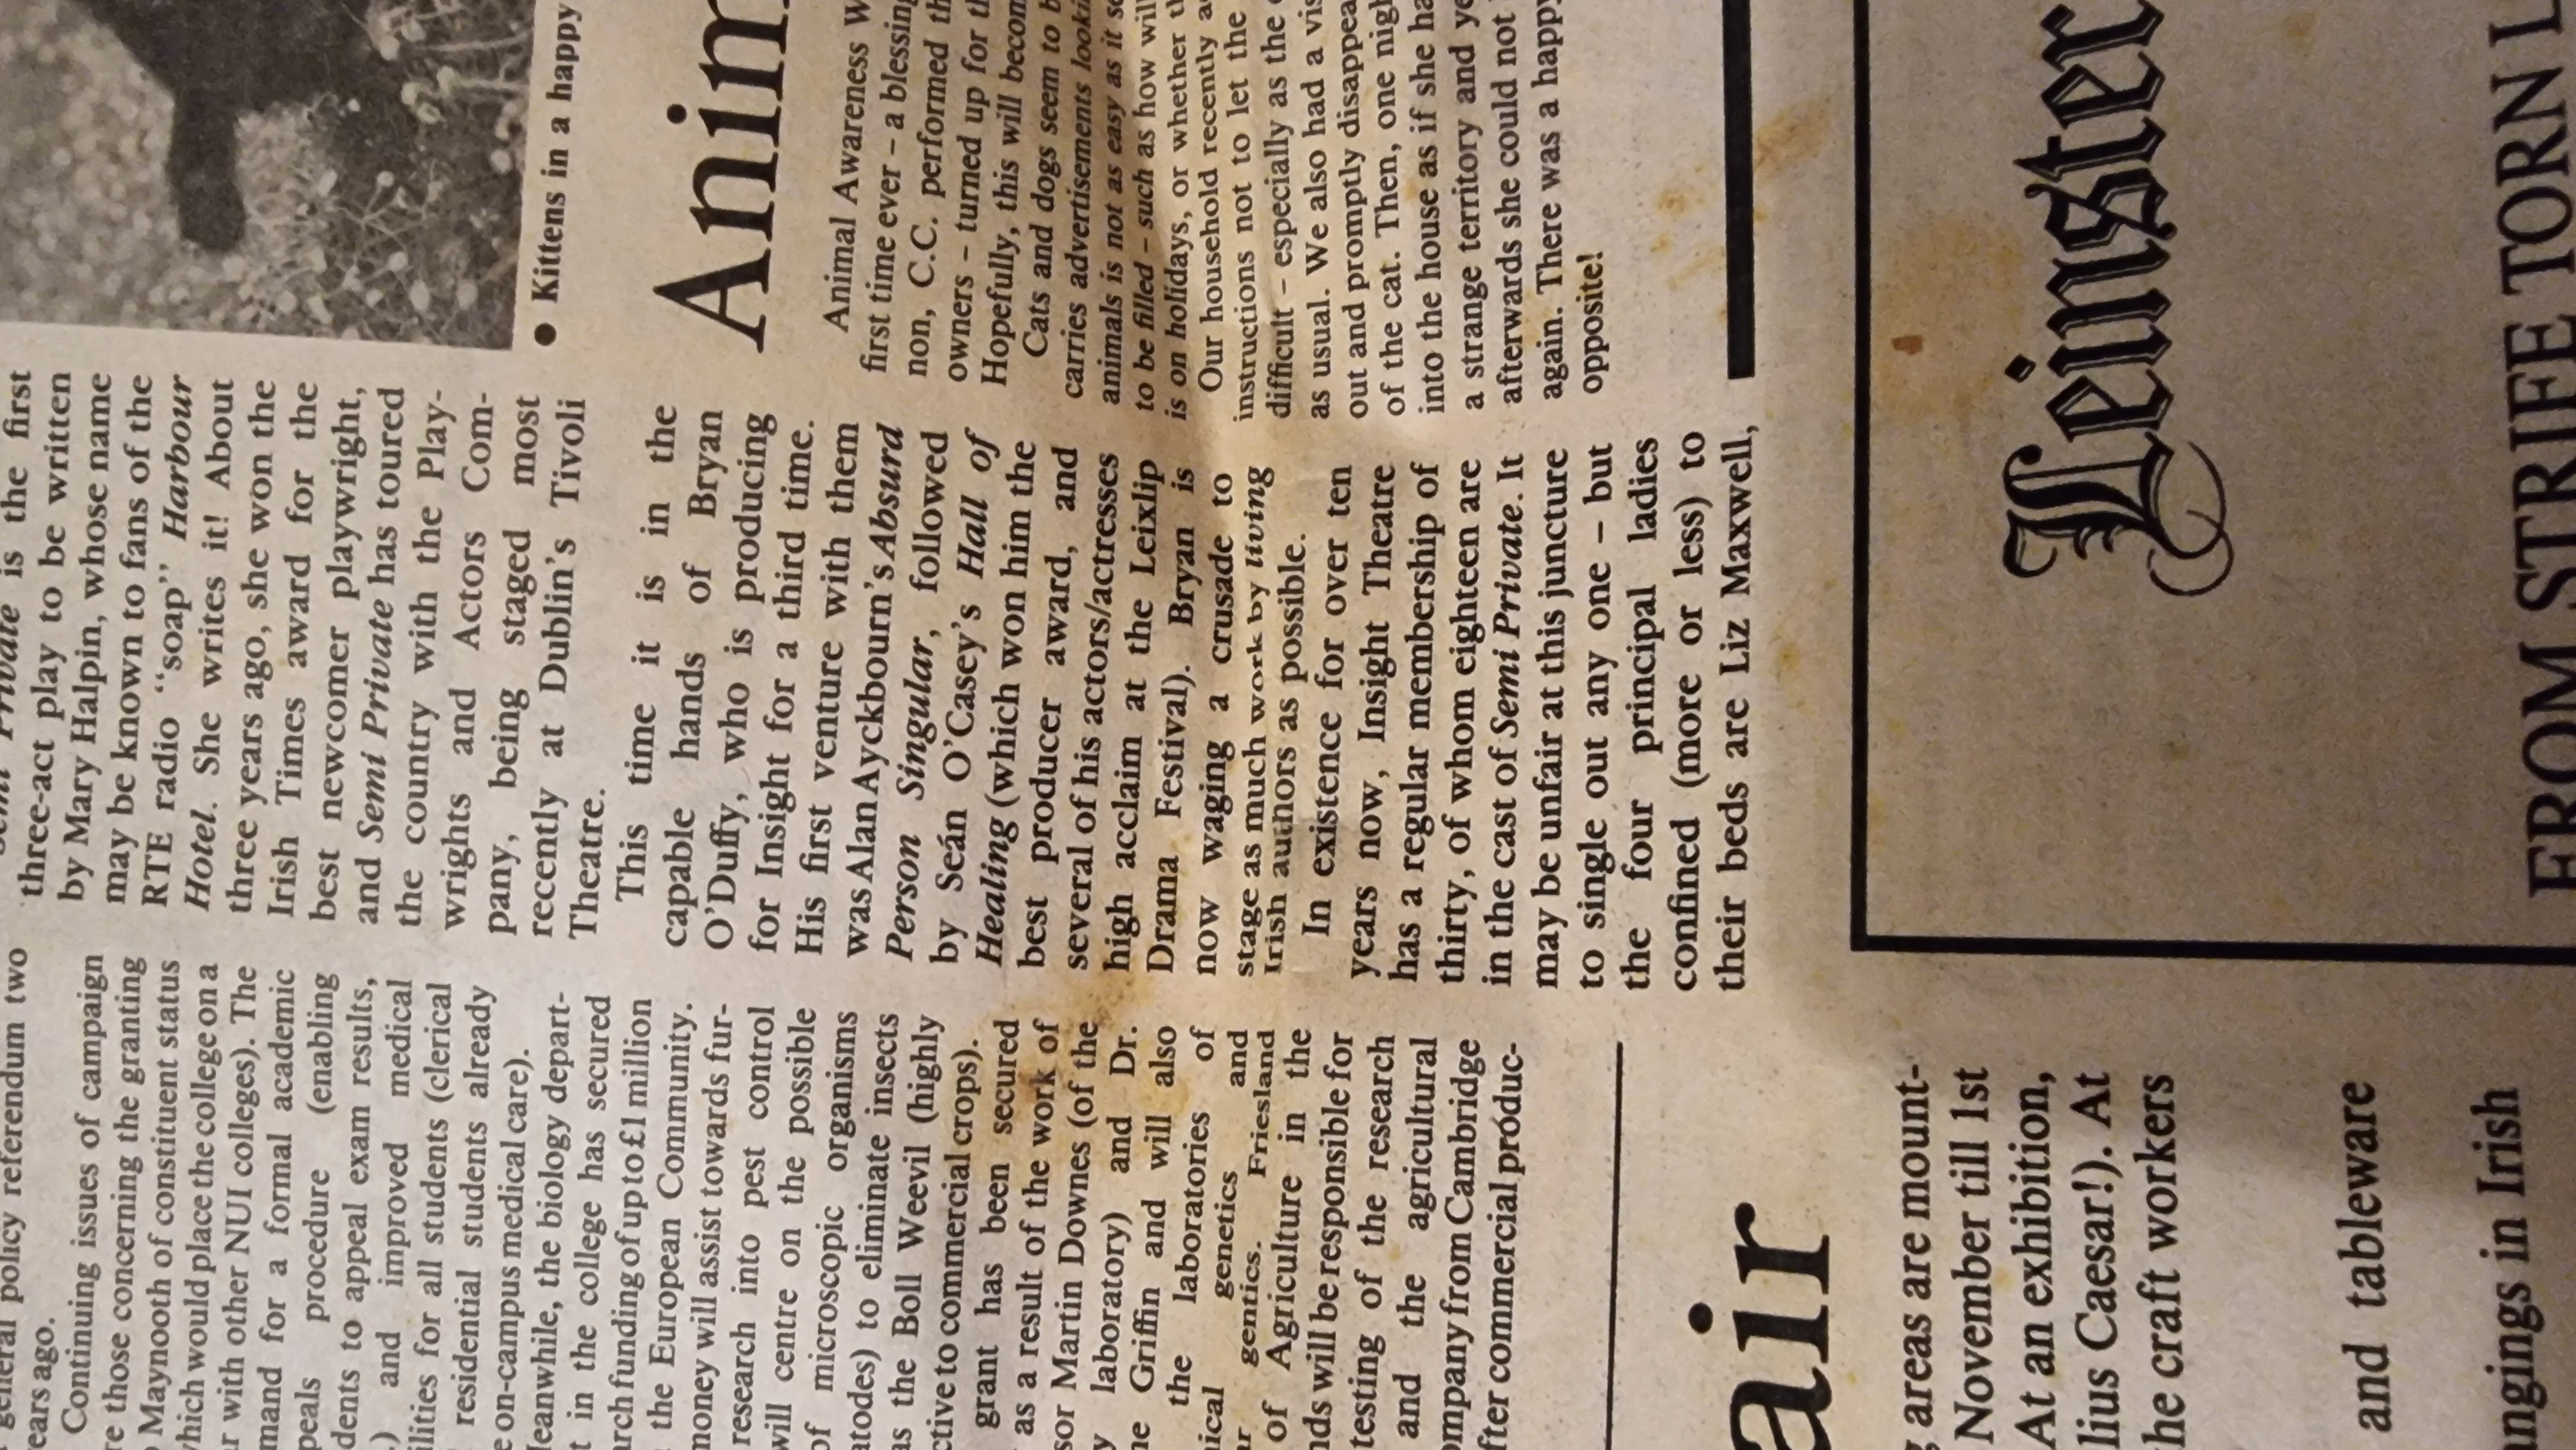 general policy referendum two
ears ago.
Continuing issues of campaign
re those concerning the granting
Maynooth of constituent status
which would place the college on a
ar with other NUI colleges). The
mand for a formal academic
peals procedure (enabling
dents to appeal exam results,
.) and improved medical
ilities for all students (clerical
residential students already
e on-campus medical care).
Meanwhile, the biology depart-
t in the college has secured
arch funding of up to £1 million
the European Community.
money will assist towards fur-
research into pest control
will centre on the possible
of microscopic organisms
atodes) to eliminate insects
as the Boll Weevil (highly
ctive to commercial crops).
grant has been secured
as a result of the work of
sor Martin Downes (of the
y laboratory) and Dr.
ne Griffin and will also
the laboratories of
nical genetics and
ar gentics. Friesland
of Agriculture in the
nds will be responsible for
testing of the research
and the agricultural
ompany from Cambridge
fter commercial produc-
air
g areas are mount-
November till 1st
At an exhibition,
lius Caesar!). At
the craft workers
and tableware
angings in Irish
Semi Private is the first
three-act play to be written
by Mary Halpin, whose name
may be known to fans of the
RTE radio "soap" Harbour
Hotel. She writes it! About
three years ago, she won the
Irish Times award for the
best newcomer playwright,
and Semi Private has toured
the country with the Play-
wrights and Actors Com-
pany, being staged most
recently at Dublin's Tivoli
Theatre.
This time it is in the
capable hands of Bryan
O'Duffy, who is producing
for Insight for a third time.
His first venture with them
was Alan Ayckbourn's Absurd
Person Singular, followed
by Seán O'Casey's Hall of
Healing (which won him the
best producer award, and
several of his actors/actresses
high acclaim at the Leixlip
Drama Festival). Bryan is
now waging a crusade to
stage as much work by living
Irish authors as possible.
In existence for over ten
years now, Insight Theatre
has a regular membership of
thirty, of whom eighteen are
in the cast of Semi Private. It
may be unfair at this juncture
to single out any one – but
the four principal ladies
confined (more or less) to
their beds are Liz Maxwell,
● Kittens in a happy
Anim
Animal Awareness W
first time ever – a blessing
non, C.C. performed th
owners – turned up for th
Hopefully, this will becom
Cats and dogs seem to b
carries advertisements looki
animals is not as easy as it se
to be filled – such as how will
is on holidays, or whether th
Our household recently a
instructions not to let the
difficult – especially as the
as usual. We also had a vis
out and promptly disappea
of the cat. Then, one nigh
into the house as if she ha
a strange territory and ye
afterwards she could not
again. There was a happy
opposite!
Leinster
FROM STRIFE TORN L